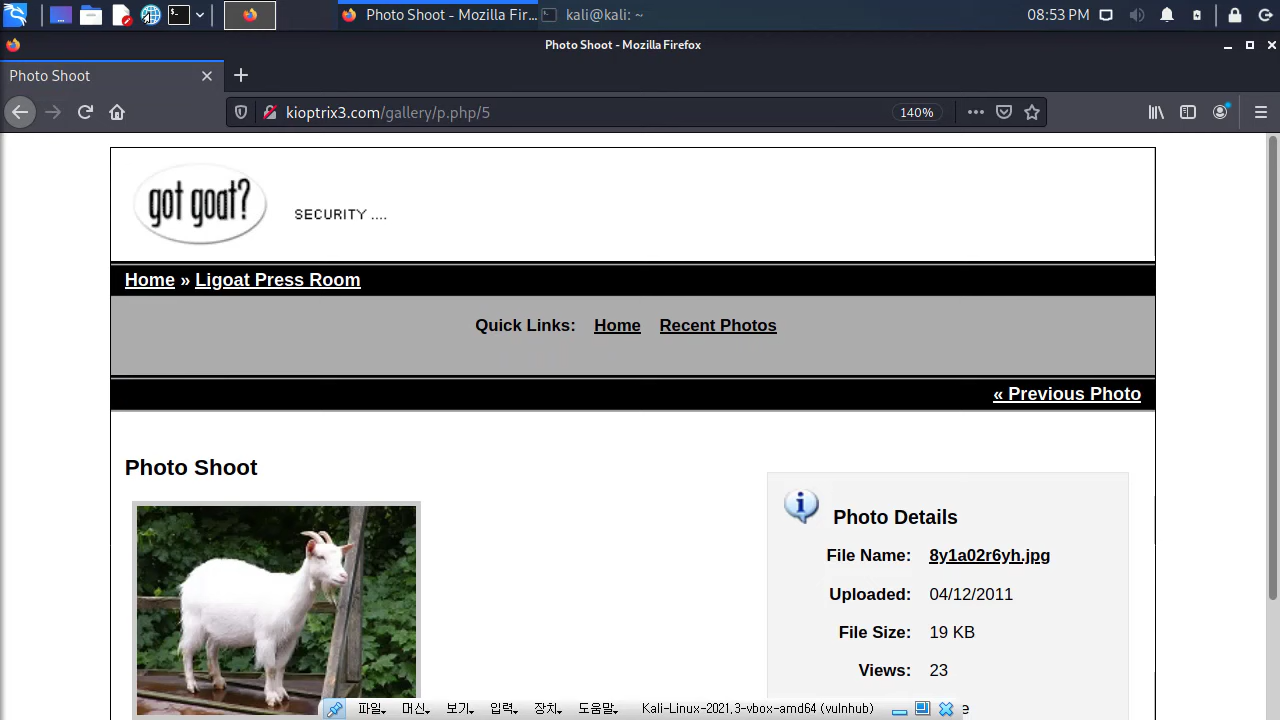 Photo Shoot - Mozilla Fir...
kali@kali: ~
08:53 PM
Photo Shoot - Mozilla Firefox
Photo Shoot
kioptrix3.com/gallery/p.php/5
140%
got goat?
SECURITY ....
Home » Ligoat Press Room
Quick Links: Home Recent Photos
« Previous Photo
Photo Shoot
Photo Details
File Name: 8y1a02r6yh.jpg
Uploaded: 04/12/2011
File Size: 19 KB
Views: 23
파일 머신 보기 입력 장치 도움말 Kali-Linux-2021,3-vbox-amd64 (vulnhub)